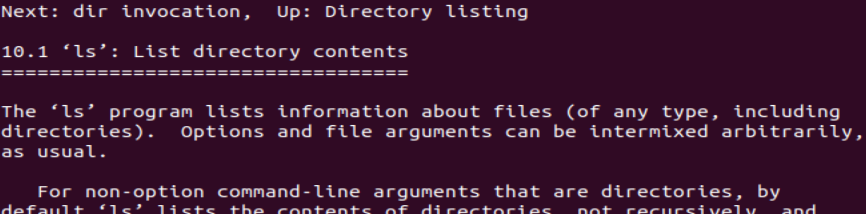 Next: dir invocation,  Up: Directory listing
10.1 ‘ls’: List directory contents
==================================
The ‘ls’ program lists information about files (of any type, including
directories).  Options and file arguments can be intermixed arbitrarily,
as usual.
   For non-option command-line arguments that are directories, by
default ‘ls’ lists the contents of directories, not recursively, and